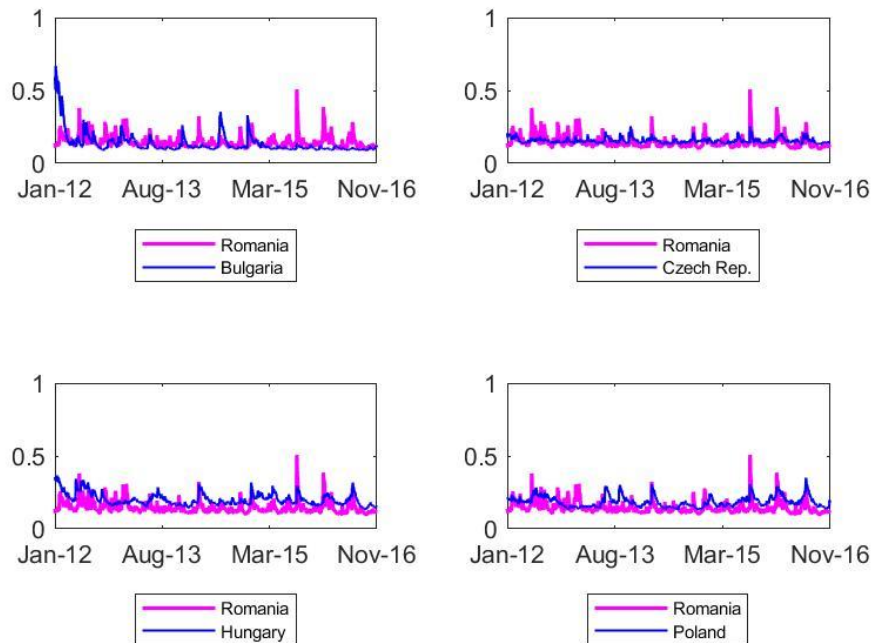 1
0.5
0
Jan-12 Aug-13 Mar-15 Nov-16
Romania
Bulgaria
1
0.5
0
Jan-12 Aug-13 Mar-15 Nov-16
Romania
Czech Rep.
1
0.5
0
Jan-12 Aug-13 Mar-15 Nov-16
Romania
Hungary
1
0.5
0
Jan-12 Aug-13 Mar-15 Nov-16
Romania
Poland